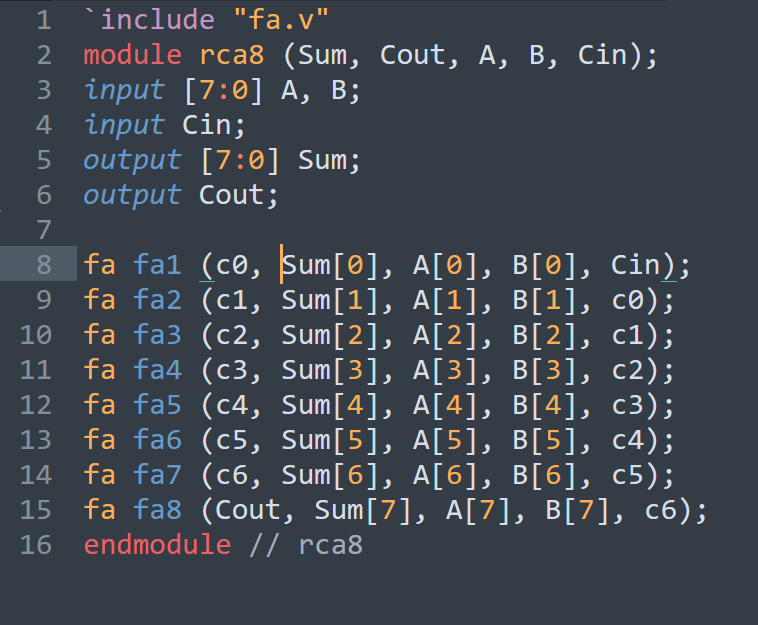 1 `include "fa.v"
2 module rca8 (Sum, Cout, A, B, Cin);
3 input [7:0] A, B;
4 input Cin;
5 output [7:0] Sum;
6 output Cout;
7
8 fa fa1 (c0, Sum[0], A[0], B[0], Cin);
9 fa fa2 (c1, Sum[1], A[1], B[1], c0);
10 fa fa3 (c2, Sum[2], A[2], B[2], c1);
11 fa fa4 (c3, Sum[3], A[3], B[3], c2);
12 fa fa5 (c4, Sum[4], A[4], B[4], c3);
13 fa fa6 (c5, Sum[5], A[5], B[5], c4);
14 fa fa7 (c6, Sum[6], A[6], B[6], c5);
15 fa fa8 (Cout, Sum[7], A[7], B[7], c6);
16 endmodule // rca8